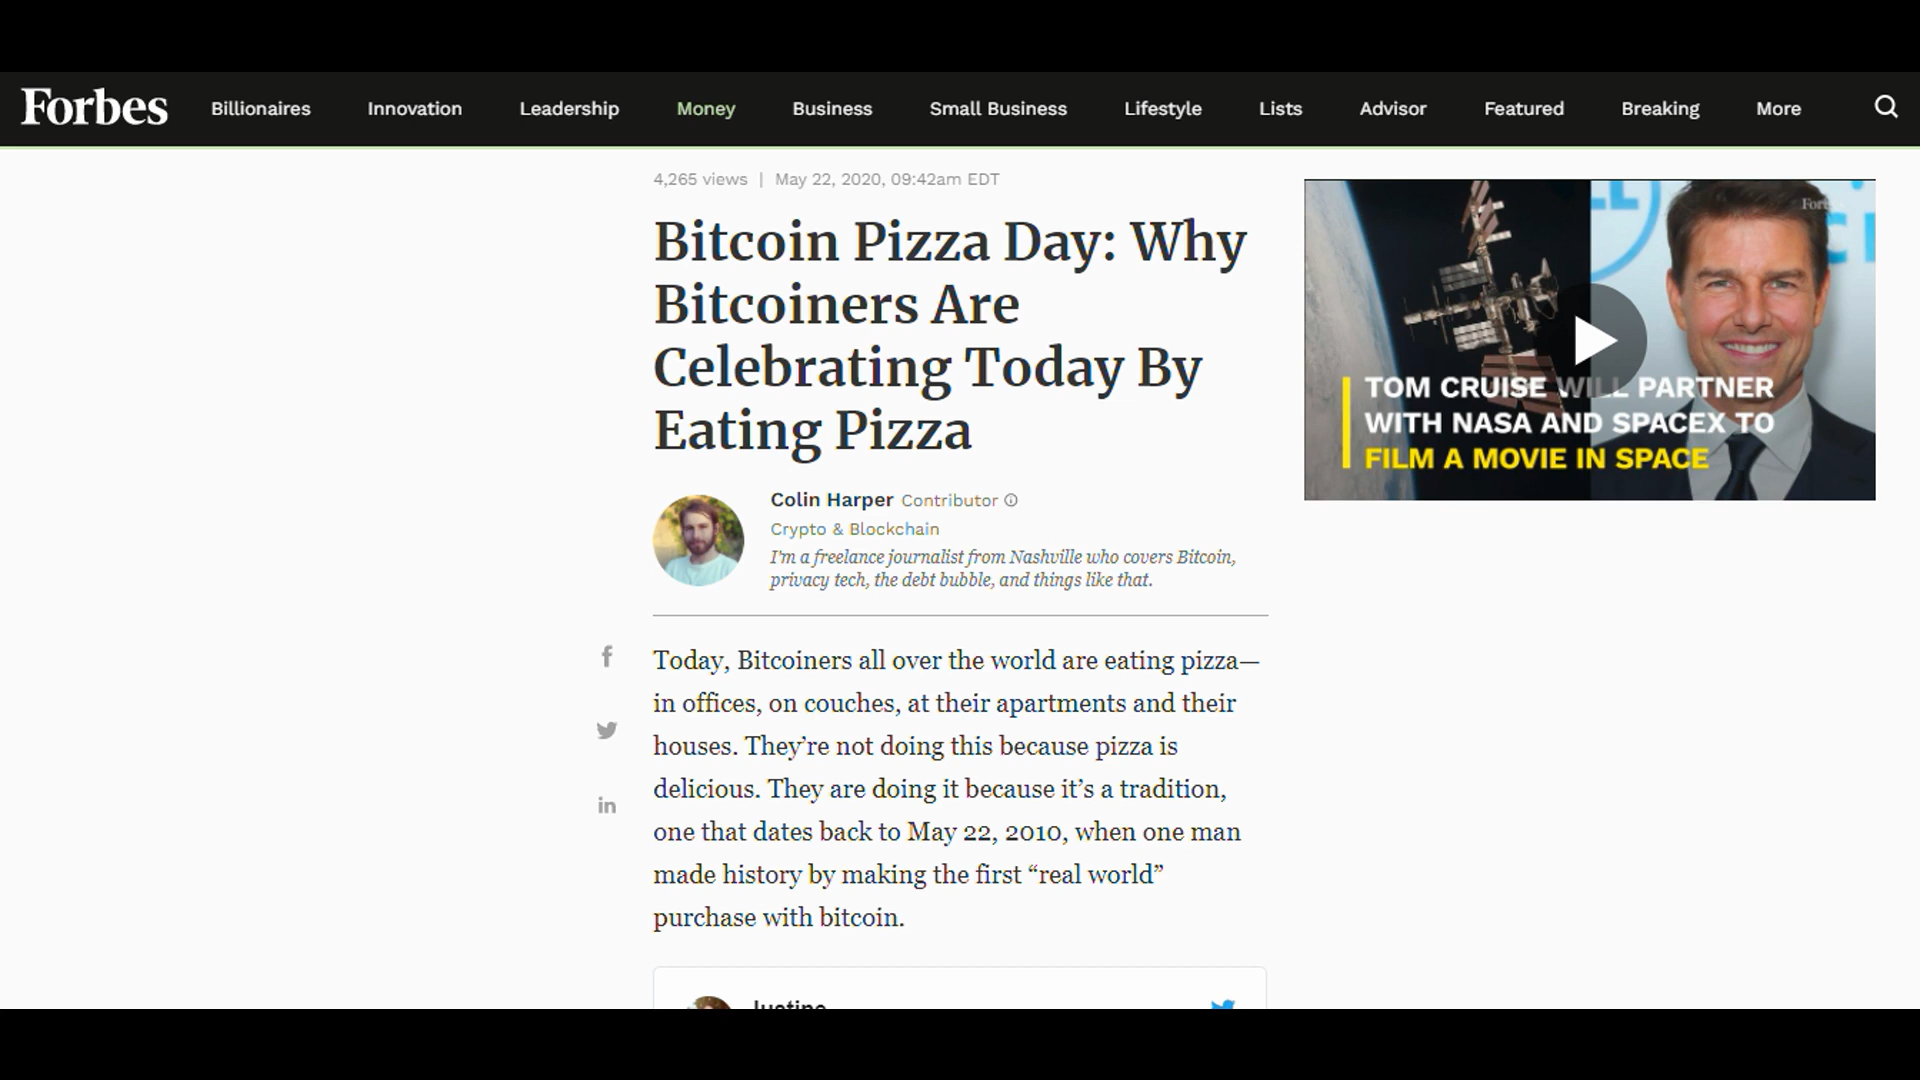 Forbes
Billionaires Innovation Leadership Money Business Small Business Lifestyle Lists Advisor Featured Breaking More
4,265 views | May 22, 2020, 09:42am EDT
Bitcoin Pizza Day: Why
Bitcoiners Are
Celebrating Today By
Eating Pizza
Colin Harper Contributor
Crypto & Blockchain
I'm a freelance journalist from Nashville who covers Bitcoin,
privacy tech, the debt bubble, and things like that.
Today, Bitcoiners all over the world are eating pizza—
in offices, on couches, at their apartments and their
houses. They’re not doing this because pizza is
delicious. They are doing it because it’s a tradition,
one that dates back to May 22, 2010, when one man
made history by making the first “real world”
purchase with bitcoin.
TOM CRUISE WILL PARTNER
WITH NASA AND SPACEX TO
FILM A MOVIE IN SPACE